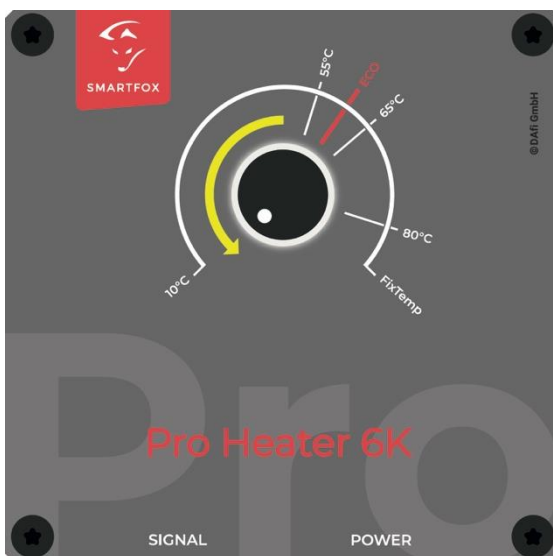 SMARTFOX
55°C
ECO
65°C
80°C
FixTemp
10°C
©DAfi GmbH
Pro
Pro Heater 6K
SIGNAL POWER